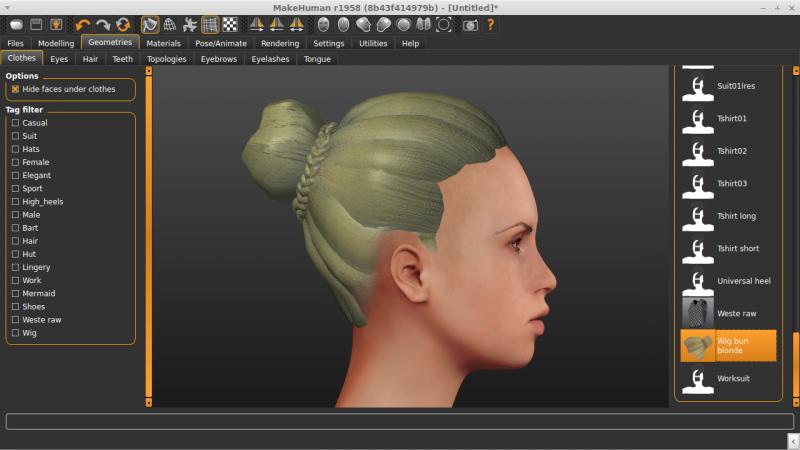 MakeHuman r1958 (8b43f414979b) - [Untitled]*
Files Modelling Geometries Materials Pose/Animate Rendering Settings Utilities Help
Clothes Eyes Hair Teeth Topologies Eyebrows Eyelashes Tongue
Options
Hide faces under clothes
Tag filter
Casual
Suit
Hats
Female
Elegant
Sport
High_heels
Male
Bart
Hair
Hut
Lingery
Work
Mermaid
Shoes
Weste raw
Wig
Suit01lres
Tshirt01
Tshirt02
Tshirt03
Tshirt long
Tshirt short
Universal heel
Weste raw
Wig bun
blonde
Worksuit